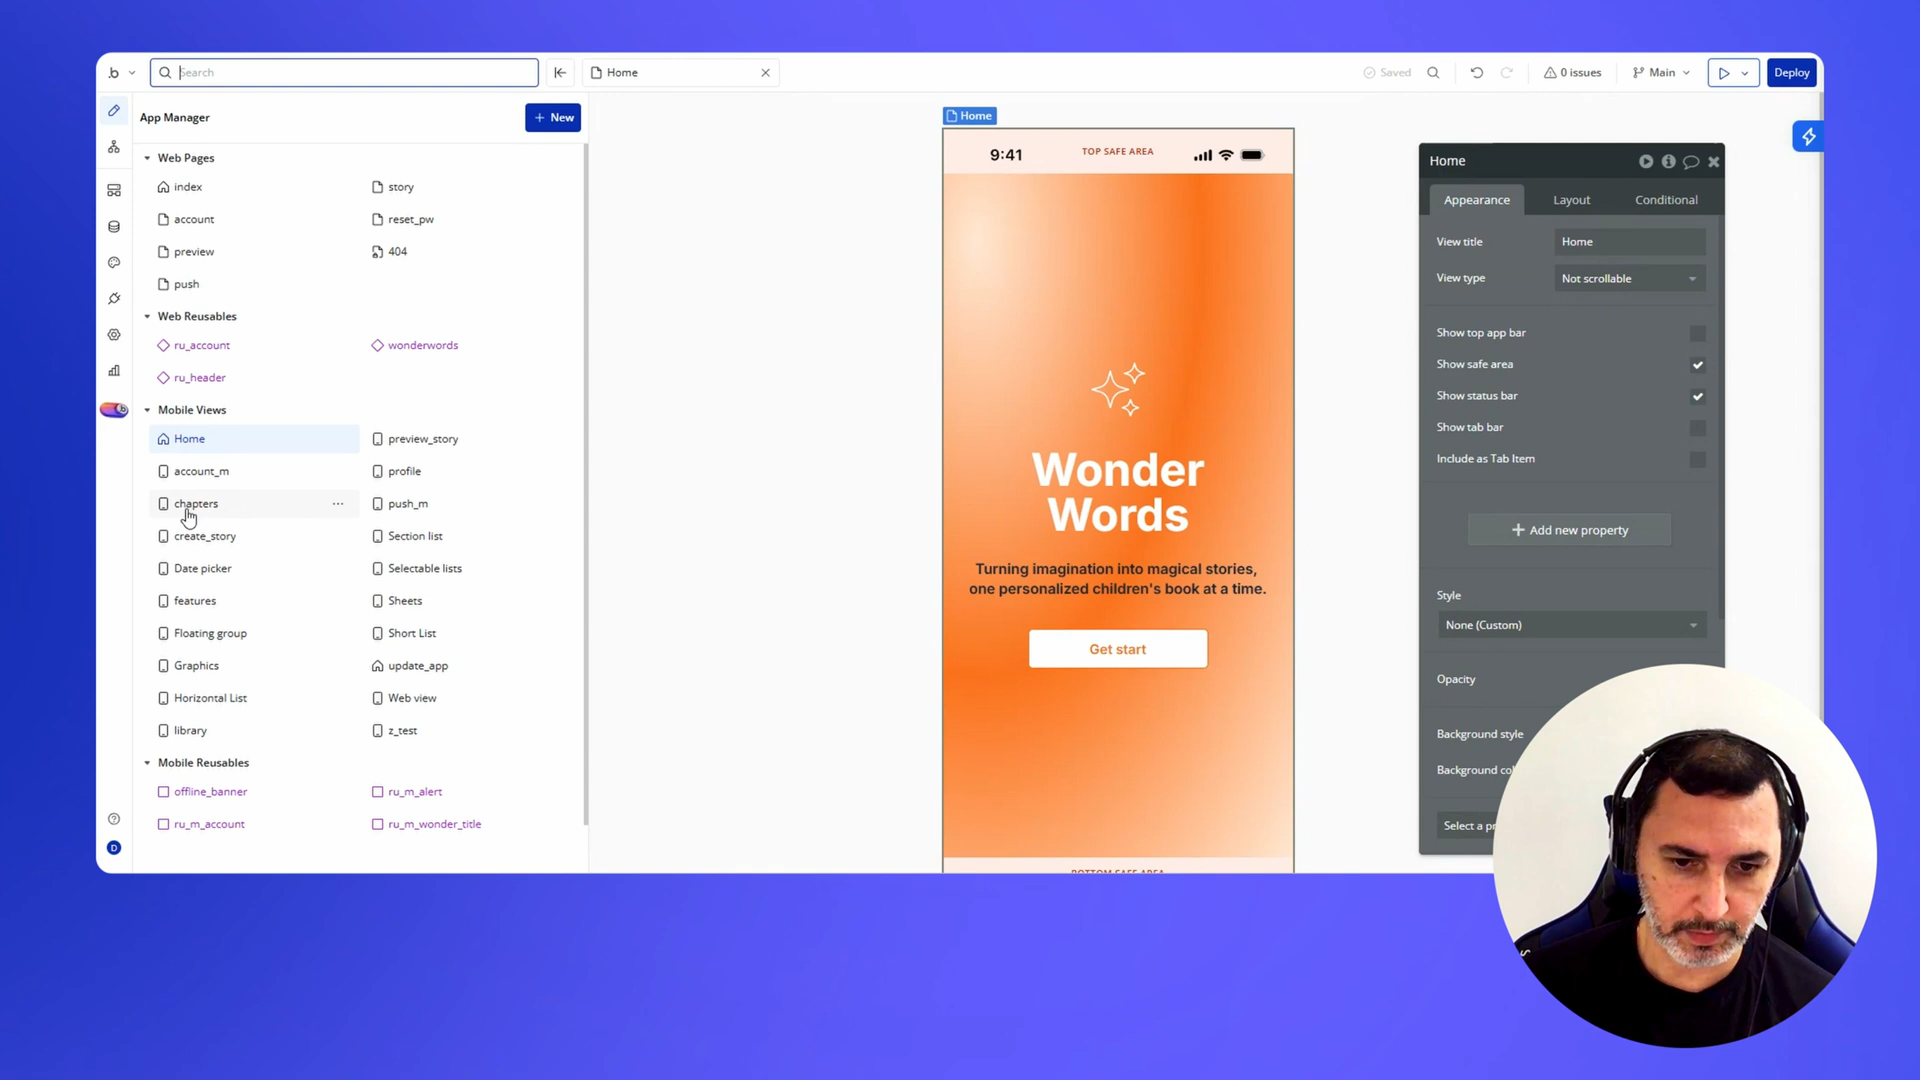 .b
Search
Home
Saved
0 issues
Main
Deploy
App Manager
+ New
Web Pages
index
story
account
reset_pw
preview
404
push
Web Reusables
ru_account
wonderwords
ru_header
Mobile Views
Home
preview_story
account_m
profile
chapters
push_m
create_story
Section list
Date picker
Selectable lists
features
Sheets
Floating group
Short List
Graphics
update_app
Horizontal List
Web view
library
z_test
Mobile Reusables
offline_banner
ru_m_alert
ru_m_account
ru_m_wonder_title
D
Home
9:41
TOP SAFE AREA
Wonder
Words
Turning imagination into magical stories,
one personalized children's book at a time.
Get start
BOTTOM SAFE AREA
Home
Appearance
Layout
Conditional
View title
Home
View type
Not scrollable
Show top app bar
Show safe area
Show status bar
Show tab bar
Include as Tab Item
+ Add new property
Style
None (Custom)
Opacity
Background style
Background
Select a